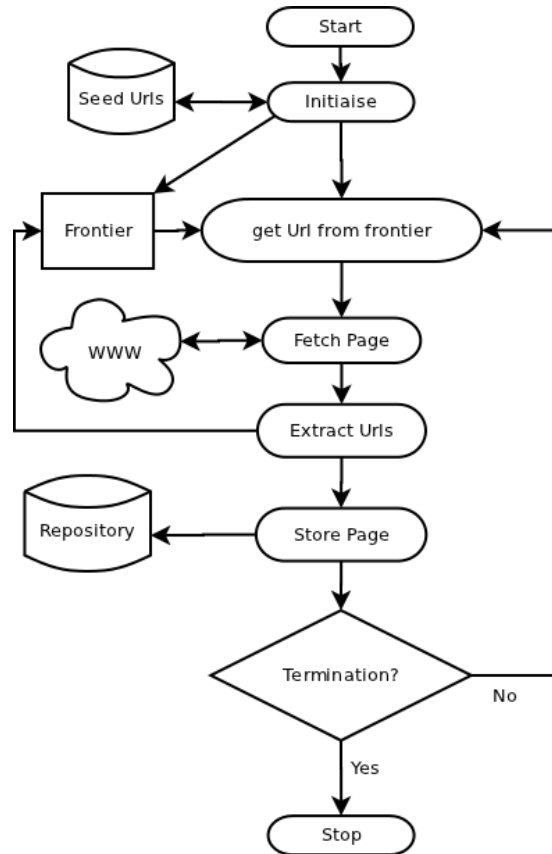 Start
Seed Urls
Initiaise
Frontier
get Url from frontier
WWW
Fetch Page
Extract Urls
Repository
Store Page
Termination?
No
Yes
Stop